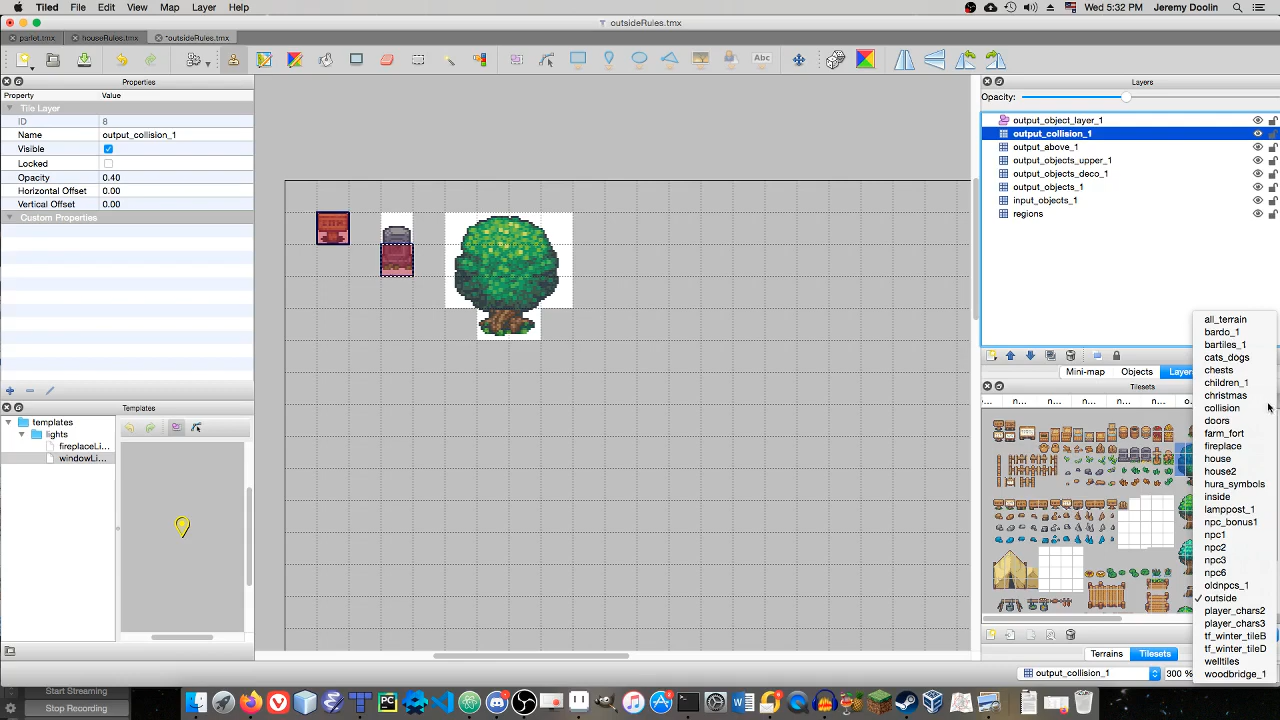 Tiled File Edit View Map Layer Help
Wed 5:32 PM Jeremy Doolin
outsideRules.tmx
parlet.tmx houseRules.tmx *outsideRules.tmx
Abc
Properties
Property Value
Tile Layer
ID 8
Name output_collision_1
Visible
Locked
Opacity 0.40
Horizontal Offset 0.00
Vertical Offset 0.00
Custom Properties
Templates
templates
lights
fireplaceLi...
windowLi...
Layers
Opacity:
output_object_layer_1
output_collision_1
output_above_1
output_objects_upper_1
output_objects_deco_1
output_objects_1
input_objects_1
regions
Mini-map Objects Layers
Tilesets
n... n... n...
Terrains Tilesets
output_collision_1 300 %
all_terrain
bardo_1
bartiles_1
cats_dogs
chests
children_1
christmas
collision
doors
farm_fort
fireplace
house
house2
hura_symbols
inside
lamppost_1
npc_bonus1
npc1
npc2
npc3
npc6
oldnpcs_1
outside
player_chars2
player_chars3
tf_winter_tileB
tf_winter_tileD
welltiles
woodbridge_1
Start Streaming
Stop Recording